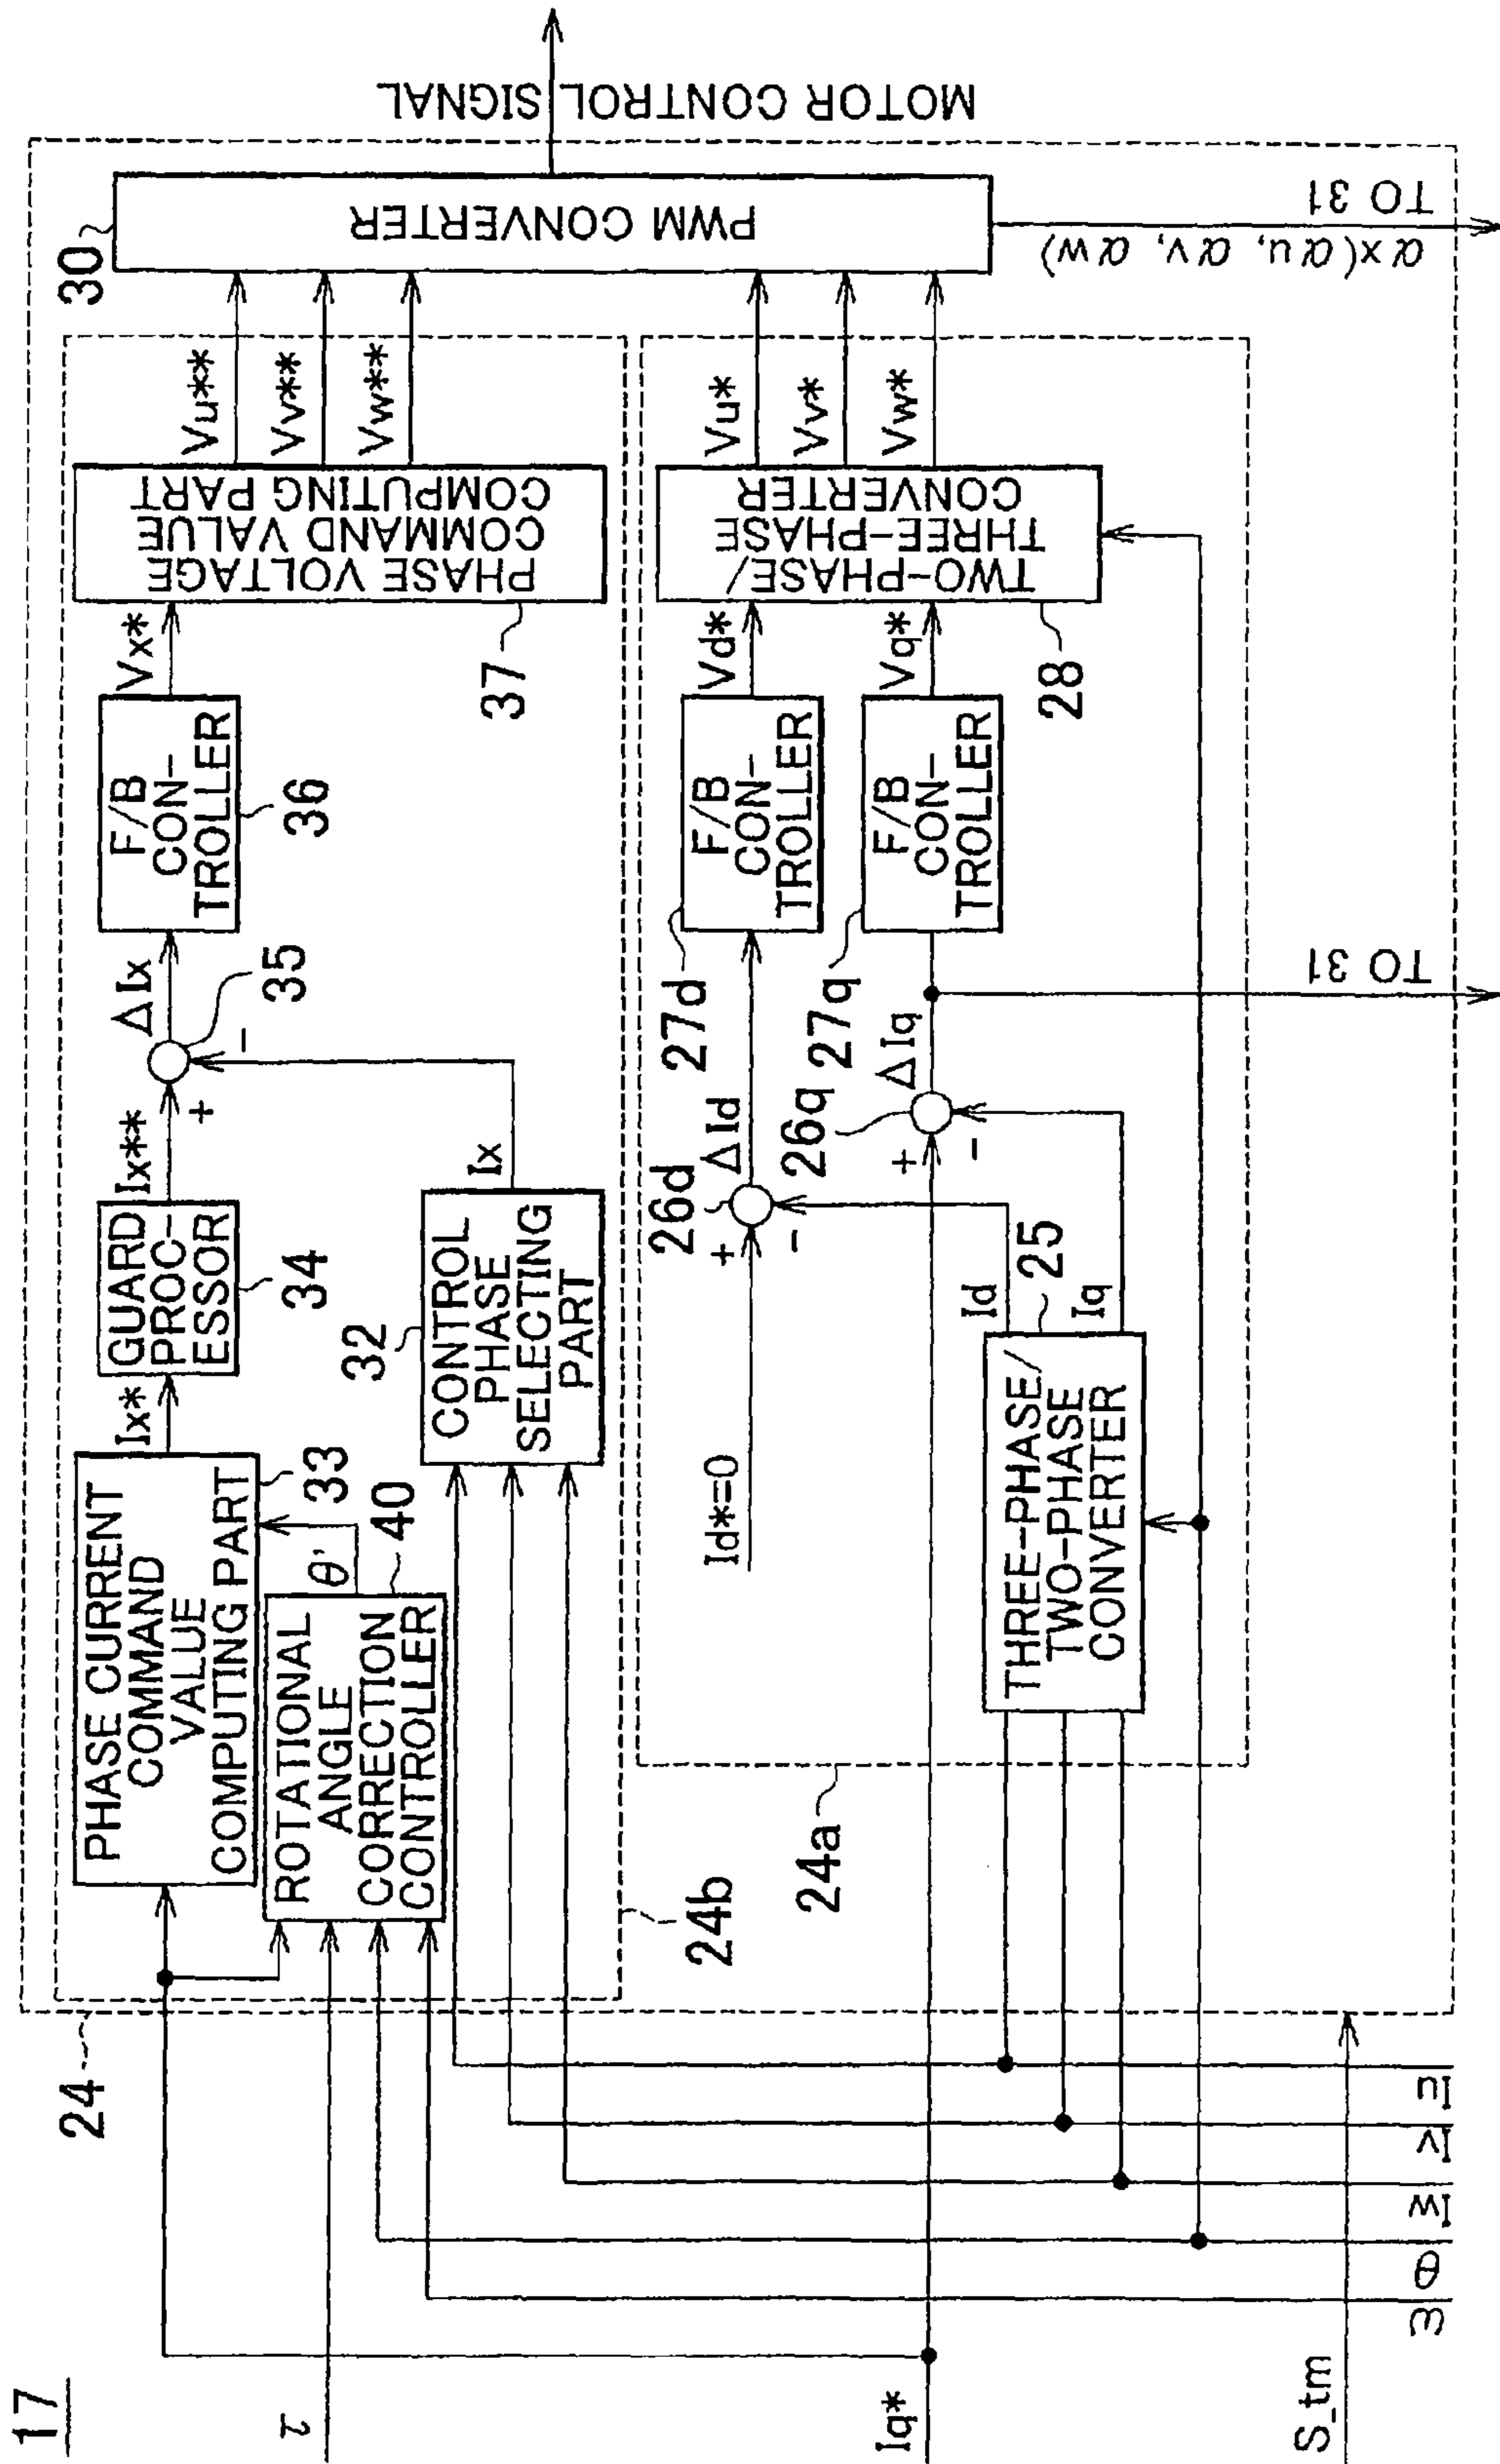 17
24
24b
PHASE CURRENT
COMMAND
VALUE
COMPUTING PART
33
Ix*
GUARD
PROC-
ESSOR
34
Ix**
+
-
ΔIx
35
F/B
CON-
TROLLER
36
Vx*
PHASE VOLTAGE
COMMAND VALUE
COMPUTING PART
37
Vu**
Vv**
Vw**
30
PWM CONVERTER
MOTOR CONTROL SIGNAL
ROTATIONAL
ANGLE
CORRECTION
CONTROLLER
θ'
40
32
CONTROL
PHASE
SELECTING
PART
Ix
τ
24a
Id*=0
+
-
26d
ΔId
27d
F/B
CON-
TROLLER
Vd*
26q
+
-
ΔIq
27q
F/B
CON-
TROLLER
Vq*
TWO-PHASE/
THREE-PHASE
CONVERTER
28
Vu*
Vv*
Vw*
THREE-PHASE/
TWO-PHASE
CONVERTER
25
Id
Iq
Iq*
S_tm
ω
θ
Iw
Iv
Iu
TO 31
αx(αu, αv, αw)
TO 31